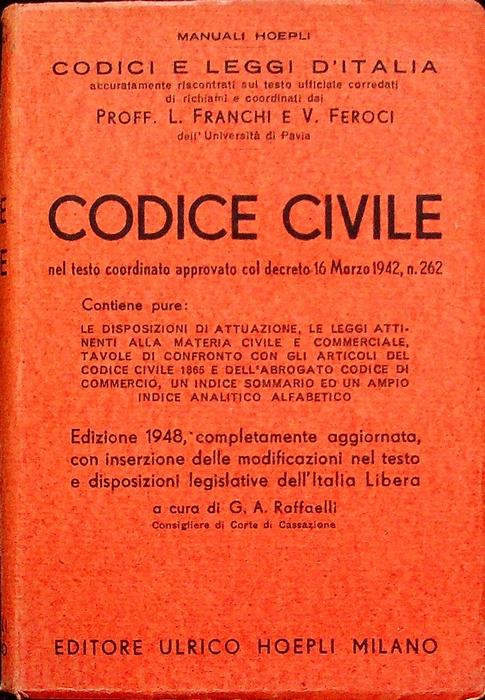 MANUALI HOEPLI
CODICI E LEGGI D'ITALIA
accuratamente riscontrati sul testo ufficiale corredati
di richiami e coordinati dai
PROFF. L. FRANCHI E V. FEROCI
dell'Università di Pavia
CODICE CIVILE
nel testo coordinato approvato col decreto 16 Marzo 1942, n. 262
Contiene pure:
LE DISPOSIZIONI DI ATTUAZIONE, LE LEGGI ATTI-
NENTI ALLA MATERIA CIVILE E COMMERCIALE,
TAVOLE DI CONFRONTO CON GLI ARTICOLI DEL
CODICE CIVILE 1865 E DELL'ABROGATO CODICE DI
COMMERCIO, UN INDICE SOMMARIO ED UN AMPIO
INDICE ANALITICO ALFABETICO
Edizione 1948, completamente aggiornata,
con inserzione delle modificazioni nel testo
e disposizioni legislative dell'Italia Libera
a cura di G. A. Raffaelli
Consigliere di Corte di Cassazione
EDITORE ULRICO HOEPLI MILANO